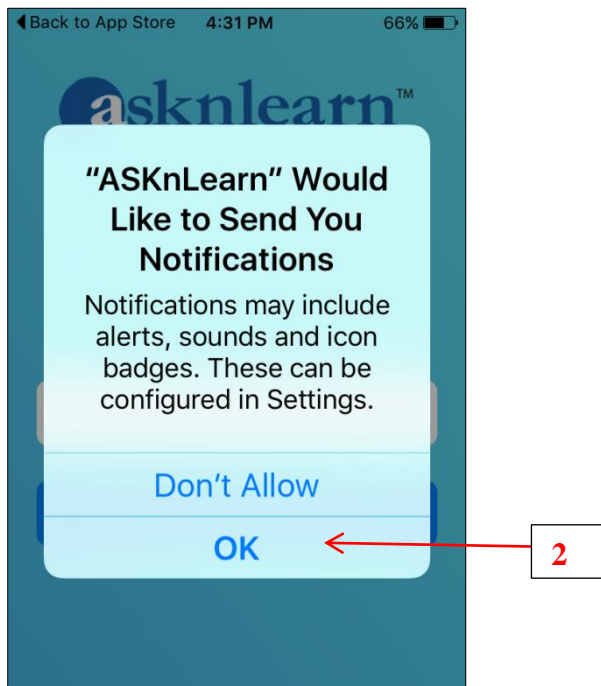 Back to App Store 4:31 PM 66%
asknlearn™
“ASKnLearn” Would
Like to Send You
Notifications
Notifications may include
alerts, sounds and icon
badges. These can be
configured in Settings.
Don’t Allow
OK
2